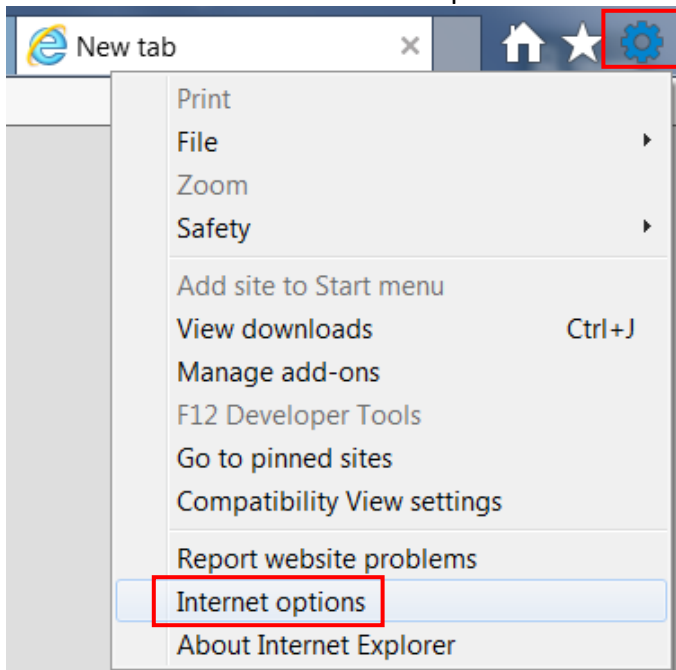 New tab
Print
File
Zoom
Safety
Add site to Start menu
View downloads Ctrl+J
Manage add-ons
F12 Developer Tools
Go to pinned sites
Compatibility View settings
Report website problems
Internet options
About Internet Explorer